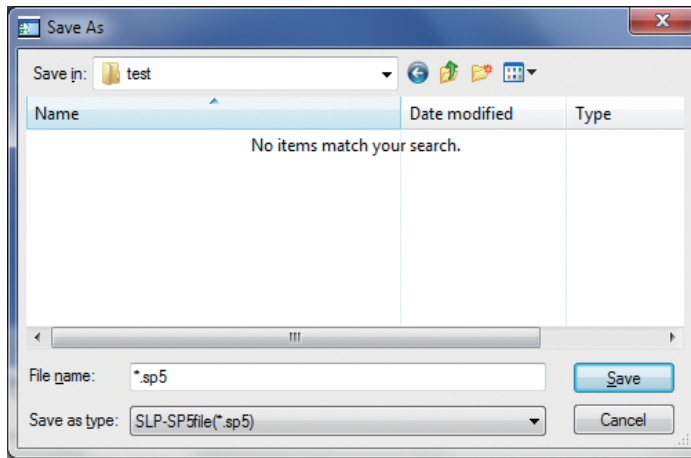 Save As
Save in: test
Name Date modified Type
No items match your search.
File name: *.sp5 Save
Save as type: SLP-SP5file(*.sp5) Cancel